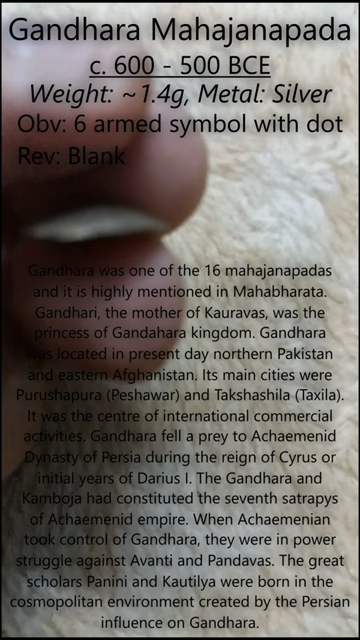 Gandhara Mahajanapada
c. 600 - 500 BCE
Weight: ~1.4g, Metal: Silver
Obv: 6 armed symbol with dot
Rev: Blank
Gandhara was one of the 16 mahajanapadas
and it is highly mentioned in Mahabharata.
Gandhari, the mother of Kauravas, was the
princess of Gandahara kingdom. Gandhara
was located in present day northern Pakistan
and eastern Afghanistan. Its main cities were
Purushapura (Peshawar) and Takshashila (Taxila).
It was the centre of international commercial
activities. Gandhara fell a prey to Achaemenid
Dynasty of Persia during the reign of Cyrus or
initial years of Darius I. The Gandhara and
Kamboja had constituted the seventh satrapys
of Achaemenid empire. When Achaemenian
took control of Gandhara, they were in power
struggle against Avanti and Pandavas. The great
scholars Panini and Kautilya were born in the
cosmopolitan environment created by the Persian
influence on Gandhara.